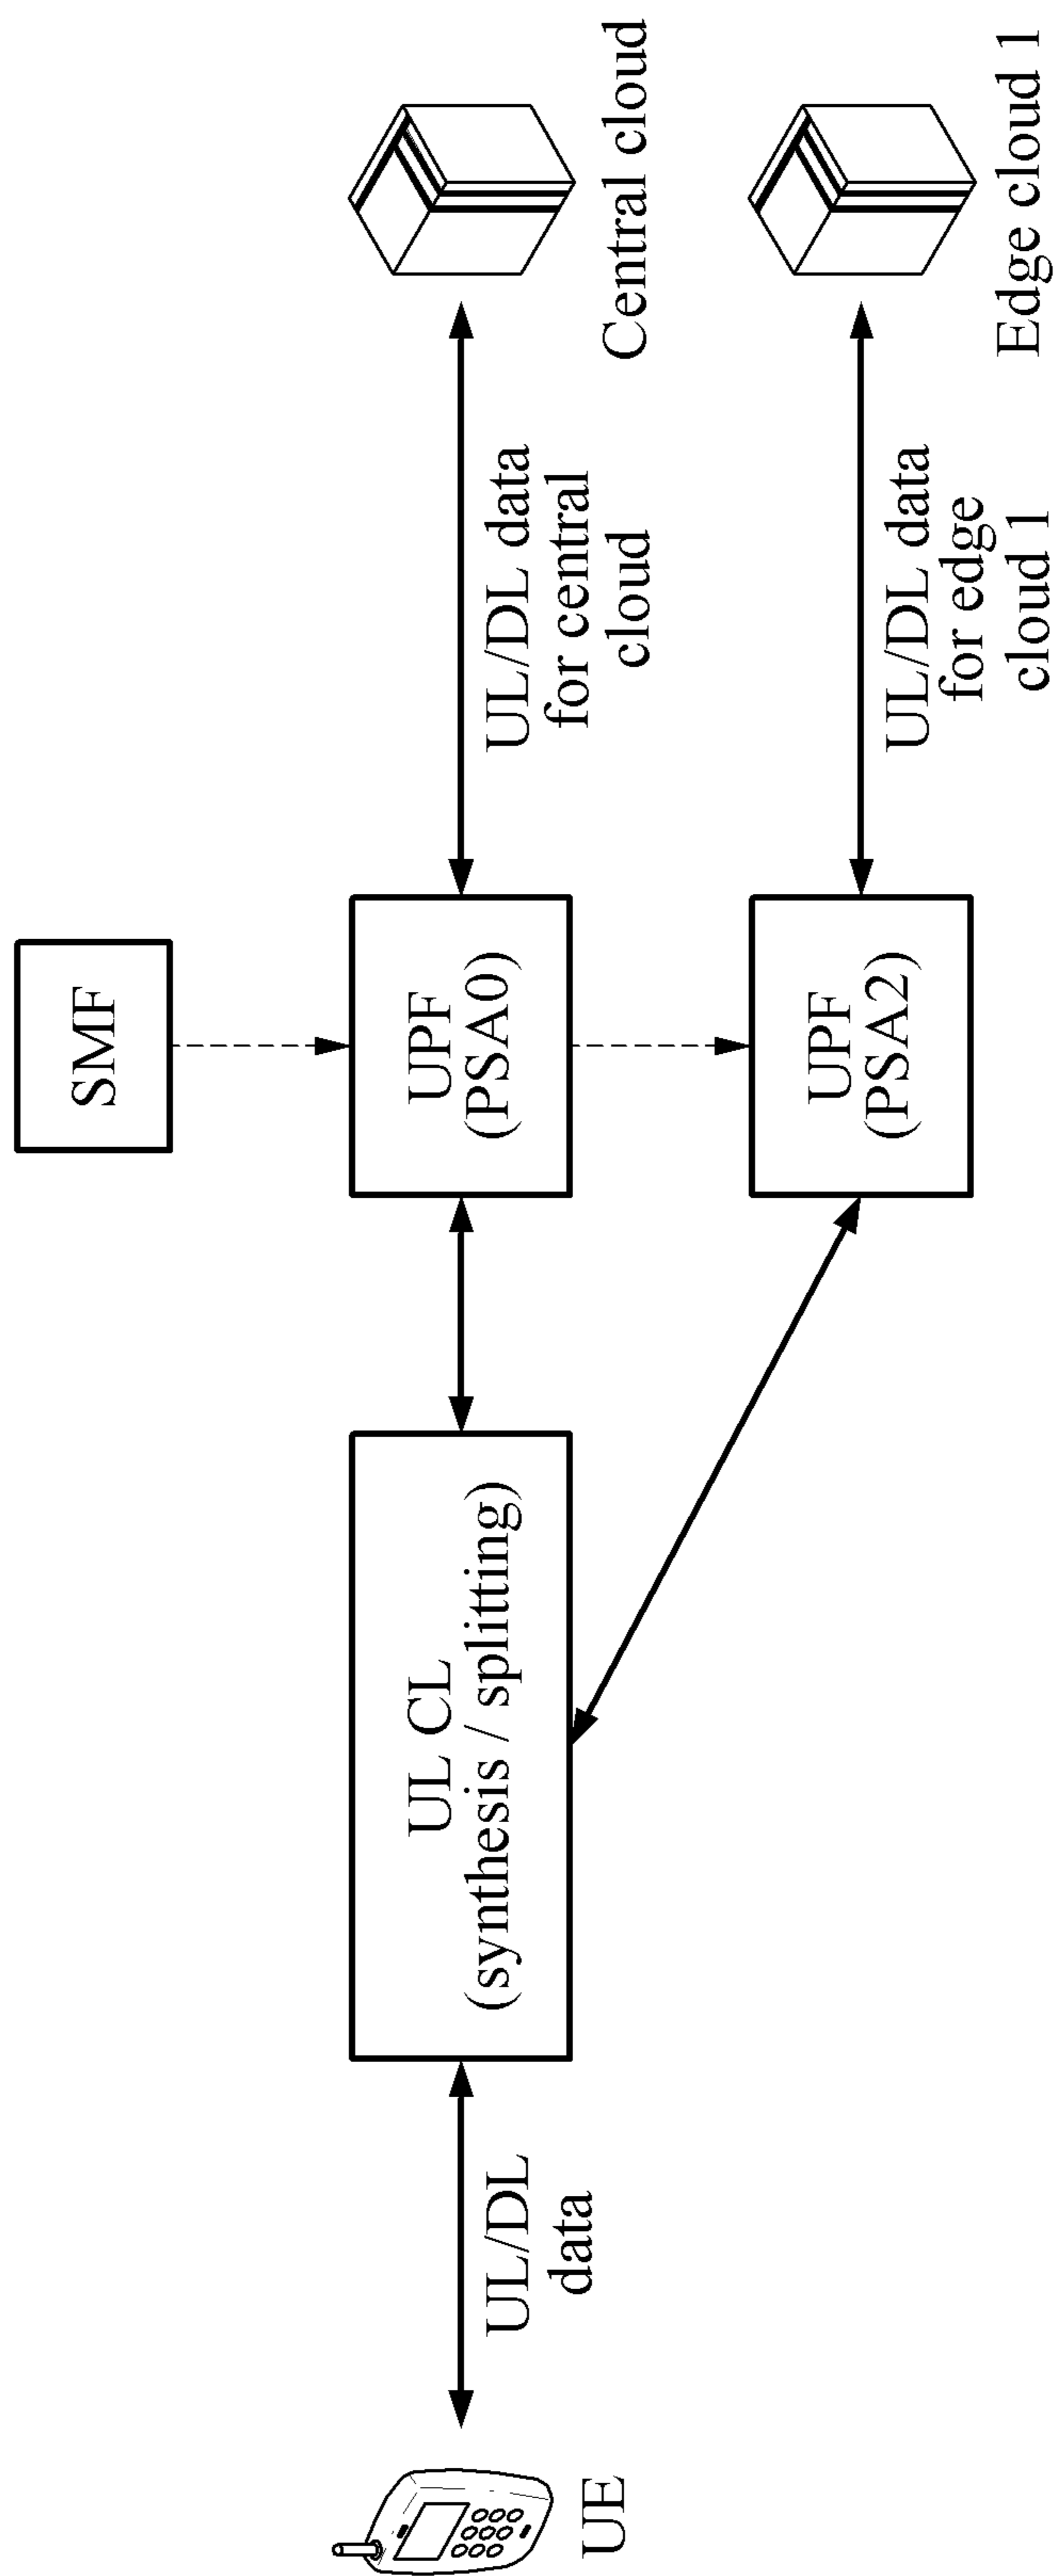 SMF
UE
UL/DL
data
UL CL
(synthesis / splitting)
UPF
(PSA0)
UL/DL data
for central
cloud
Central cloud
UPF
(PSA2)
UL/DL data
for edge
cloud 1
Edge cloud 1